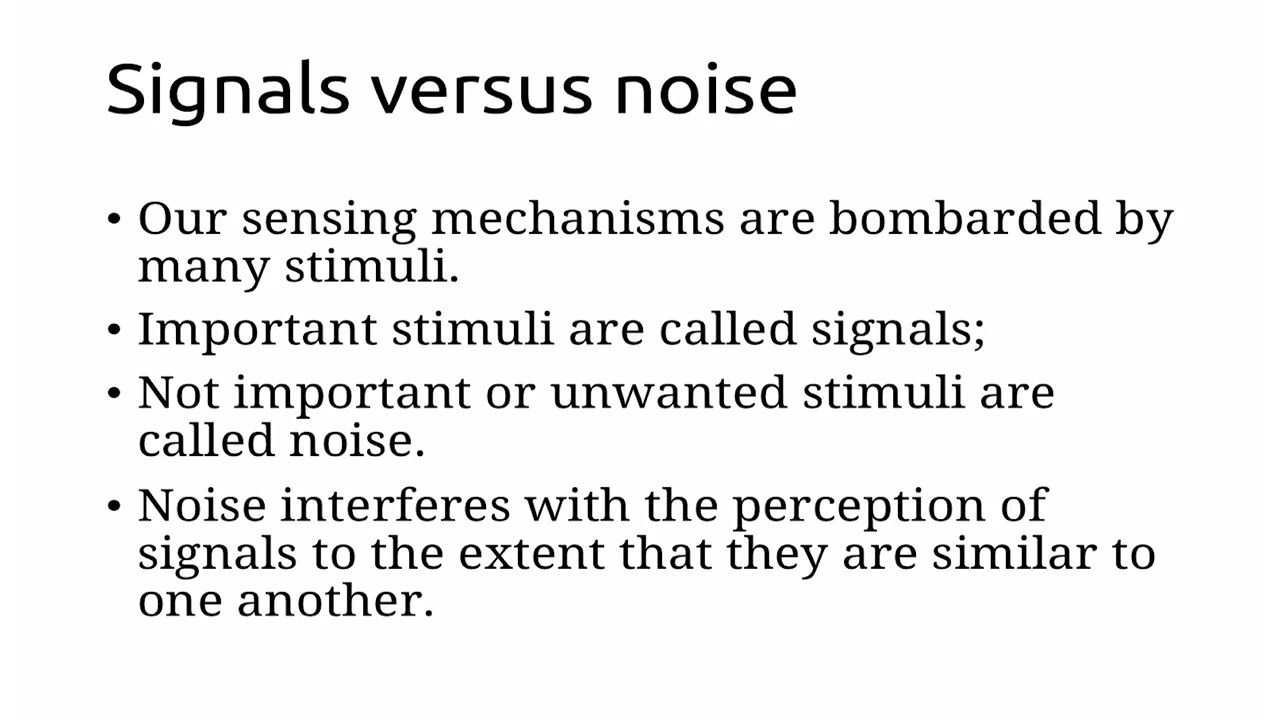 Signals versus noise
• Our sensing mechanisms are bombarded by
many stimuli.
• Important stimuli are called signals;
• Not important or unwanted stimuli are
called noise.
• Noise interferes with the perception of
signals to the extent that they are similar to
one another.